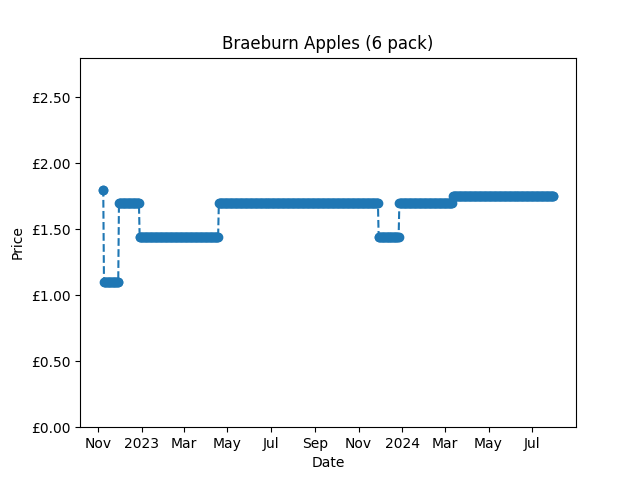 Braeburn Apples (6 pack)
£2.50
£2.00
£1.50
£1.00
£0.50
£0.00
Price
Nov 2023 Mar May Jul Sep Nov 2024 Mar May Jul
Date